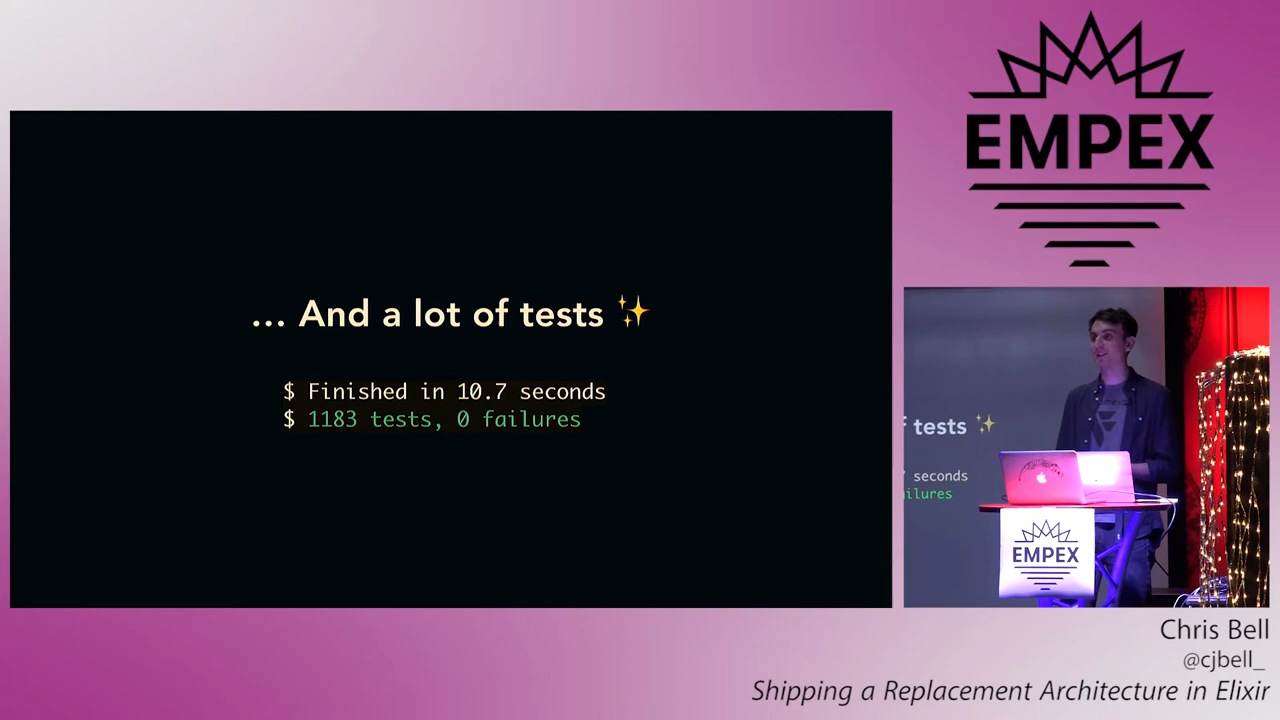 EMPEX
… And a lot of tests ✨
$ Finished in 10.7 seconds
$ 1183 tests, 0 failures
tests ✨
seconds
ilures
EMPEX
Chris Bell
@cjbell_
Shipping a Replacement Architecture in Elixir